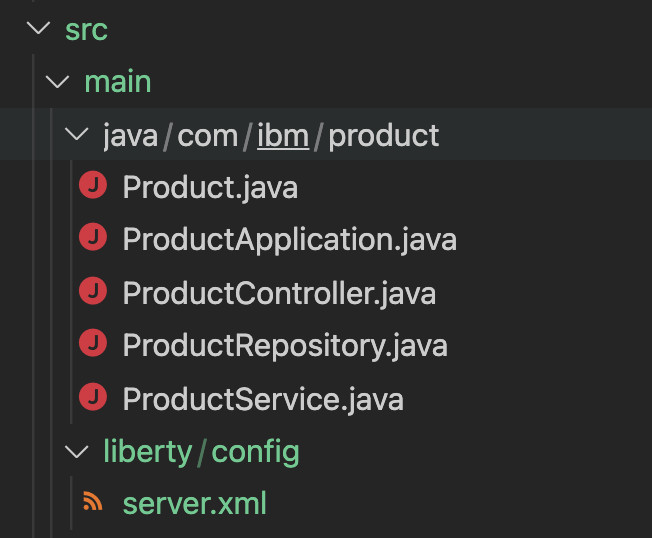 src
main
java/com/ibm/product
J Product.java
J ProductApplication.java
J ProductController.java
J ProductRepository.java
J ProductService.java
liberty/config
server.xml